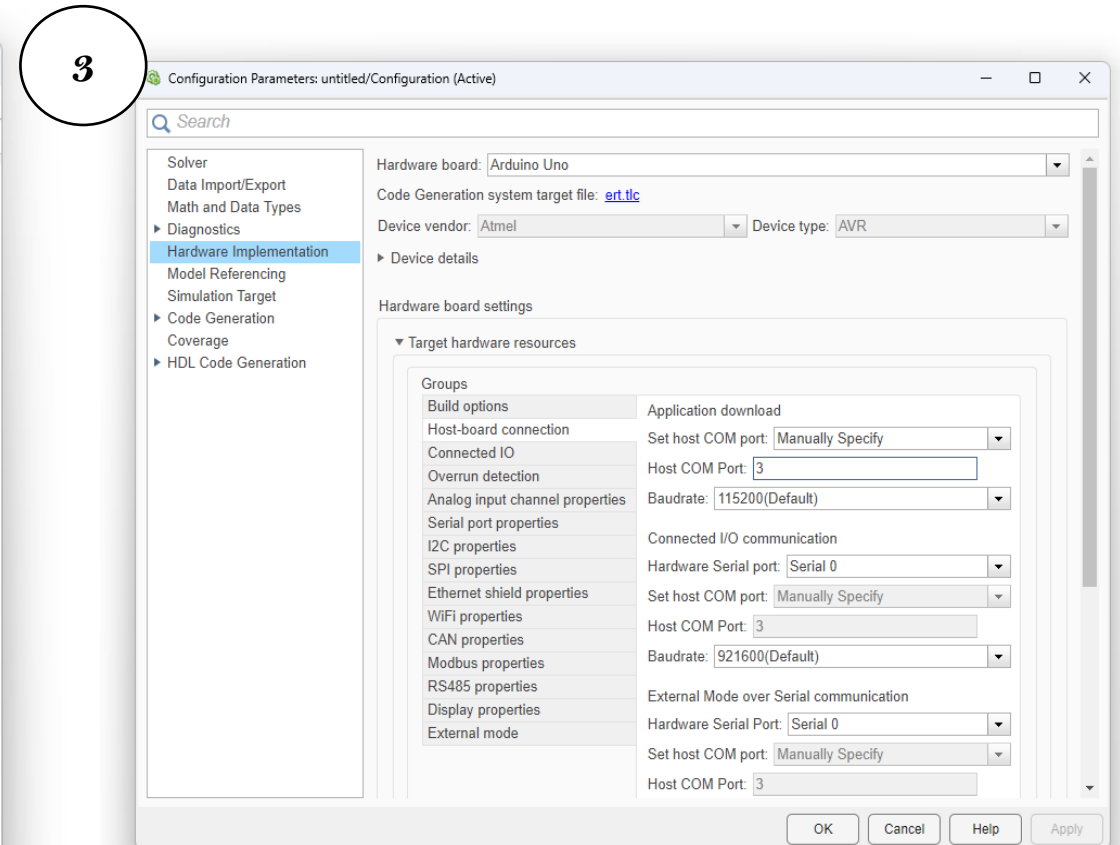 3
Configuration Parameters: untitled/Configuration (Active)
Search
Solver
Data Import/Export
Math and Data Types
Diagnostics
Hardware Implementation
Model Referencing
Simulation Target
Code Generation
Coverage
HDL Code Generation
Hardware board: Arduino Uno
Code Generation system target file: ert.tlc
Device vendor: Atmel Device type: AVR
Device details
Hardware board settings
Target hardware resources
Groups
Build options
Host-board connection
Connected IO
Overrun detection
Analog input channel properties
Serial port properties
I2C properties
SPI properties
Ethernet shield properties
WiFi properties
CAN properties
Modbus properties
RS485 properties
Display properties
External mode
Application download
Set host COM port: Manually Specify
Host COM Port: 3
Baudrate: 115200(Default)
Connected I/O communication
Hardware Serial port: Serial 0
Set host COM port: Manually Specify
Host COM Port: 3
Baudrate: 921600(Default)
External Mode over Serial communication
Hardware Serial Port: Serial 0
Set host COM port: Manually Specify
Host COM Port: 3
OK Cancel Help Apply